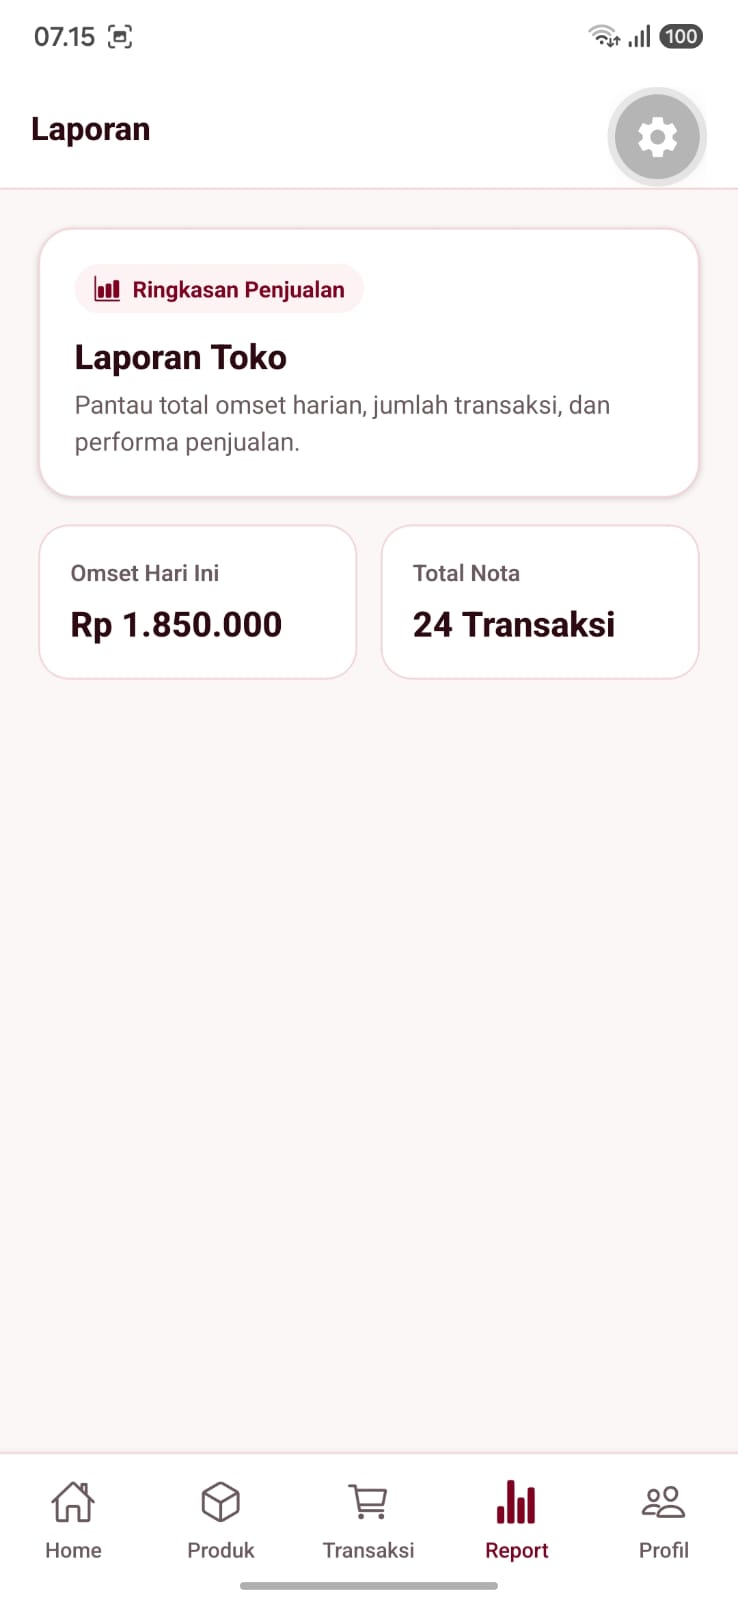 07.15
100
Laporan
Ringkasan Penjualan
Laporan Toko
Pantau total omset harian, jumlah transaksi, dan
performa penjualan.
Omset Hari Ini
Total Nota
Rp 1.850.000
24 Transaksi
Home
Produk
Transaksi
Report
Profil